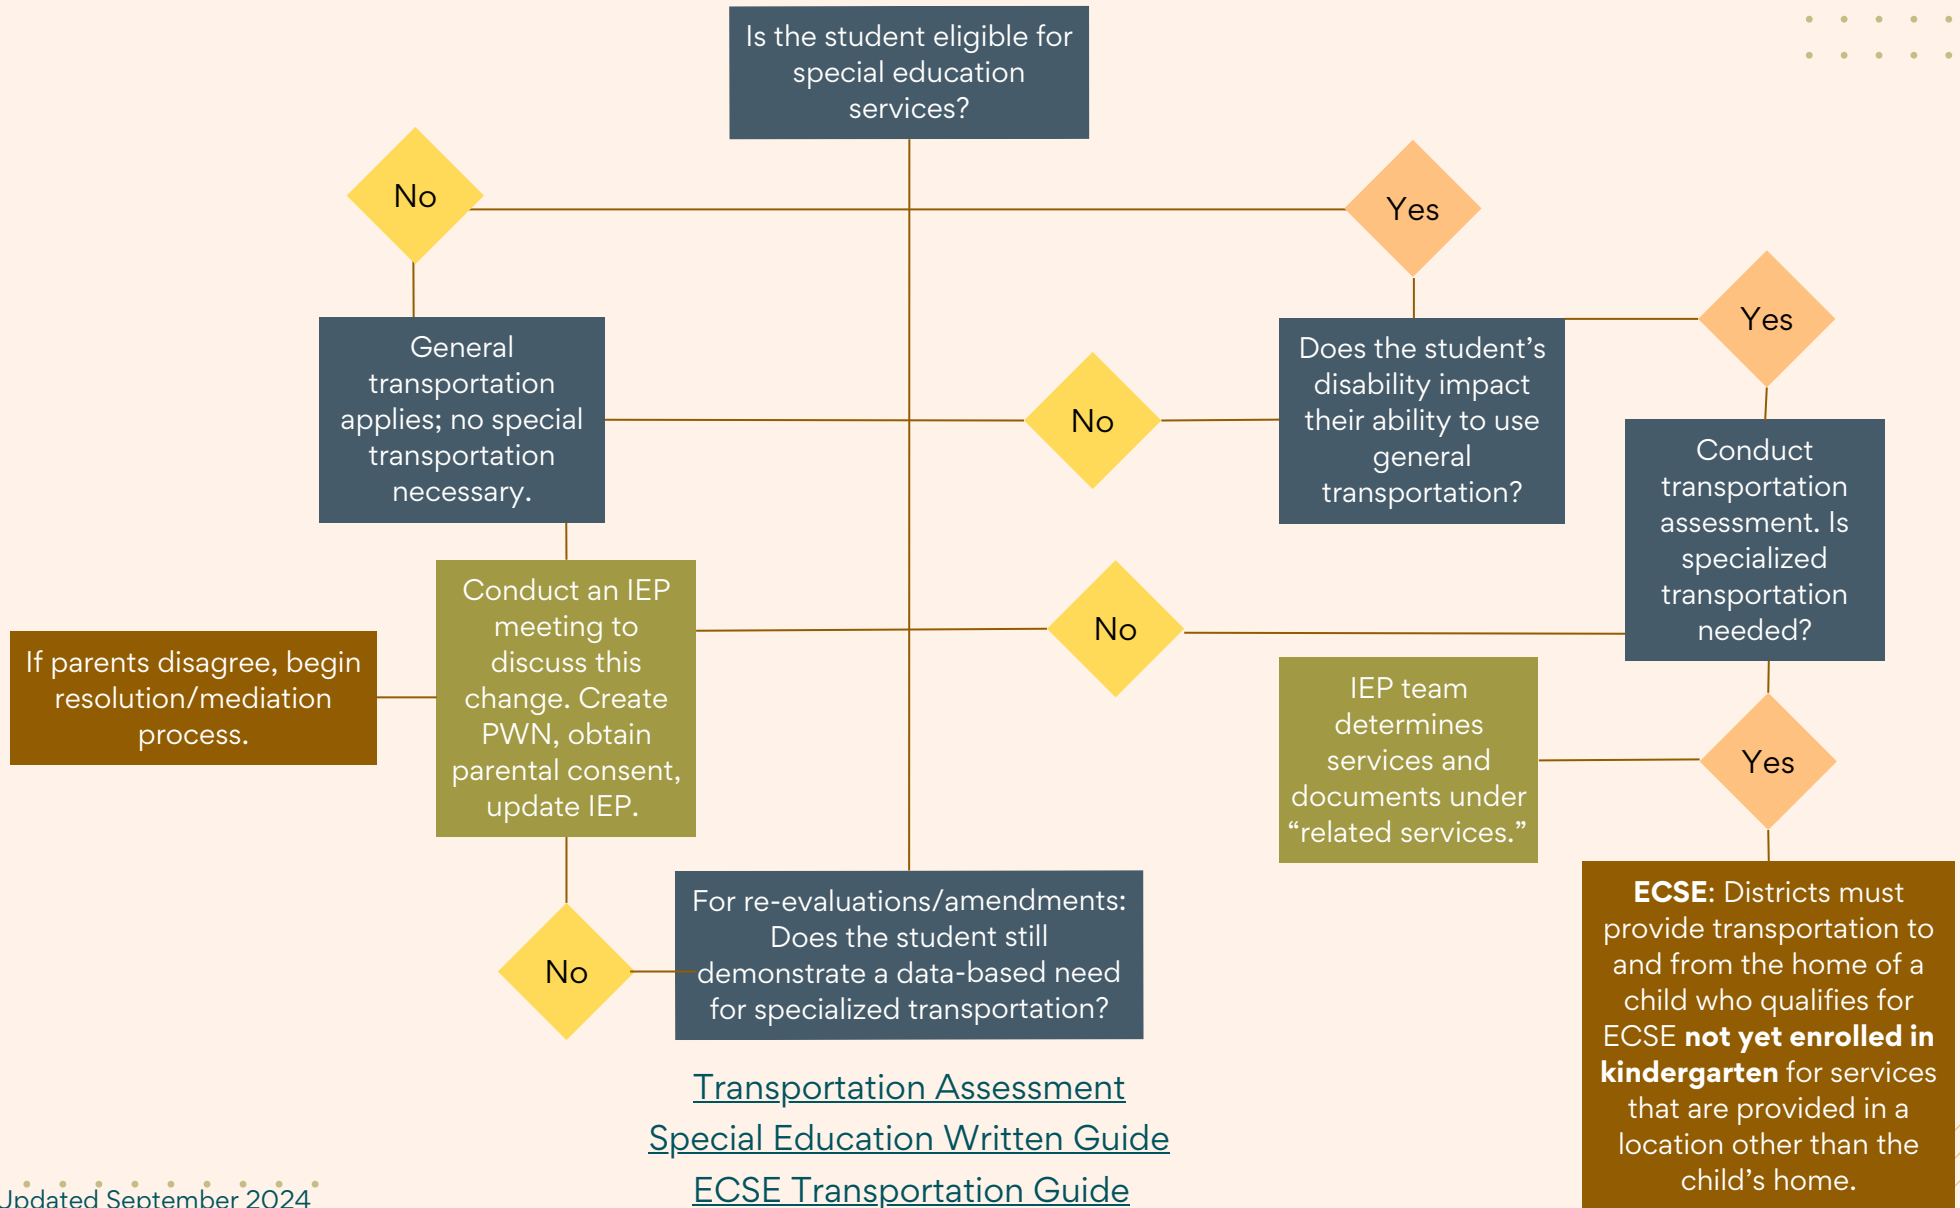 Is the student eligible for
special education
services?
No
Yes
Yes
General
transportation
applies; no special
transportation
necessary.
No
Does the student’s
disability impact
their ability to use
general
transportation?
Conduct
transportation
assessment. Is
specialized
transportation
needed?
Conduct an IEP
meeting to
discuss this
change. Create
PWN, obtain
parental consent,
update IEP.
No
If parents disagree, begin
resolution/mediation
process.
IEP team
determines
services and
documents under
“related services.”
Yes
For re-evaluations/amendments:
Does the student still
demonstrate a data-based need
for specialized transportation?
No
ECSE: Districts must
provide transportation to
and from the home of a
child who qualifies for
ECSE not yet enrolled in
kindergarten for services
that are provided in a
location other than the
child’s home.
Transportation Assessment
Special Education Written Guide
ECSE Transportation Guide
Updated September 2024